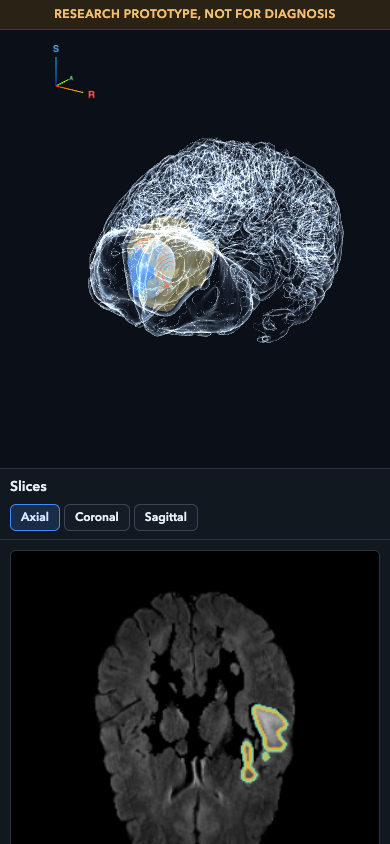 RESEARCH PROTOTYPE, NOT FOR DIAGNOSIS
S
A
R
Slices
Axial Coronal Sagittal